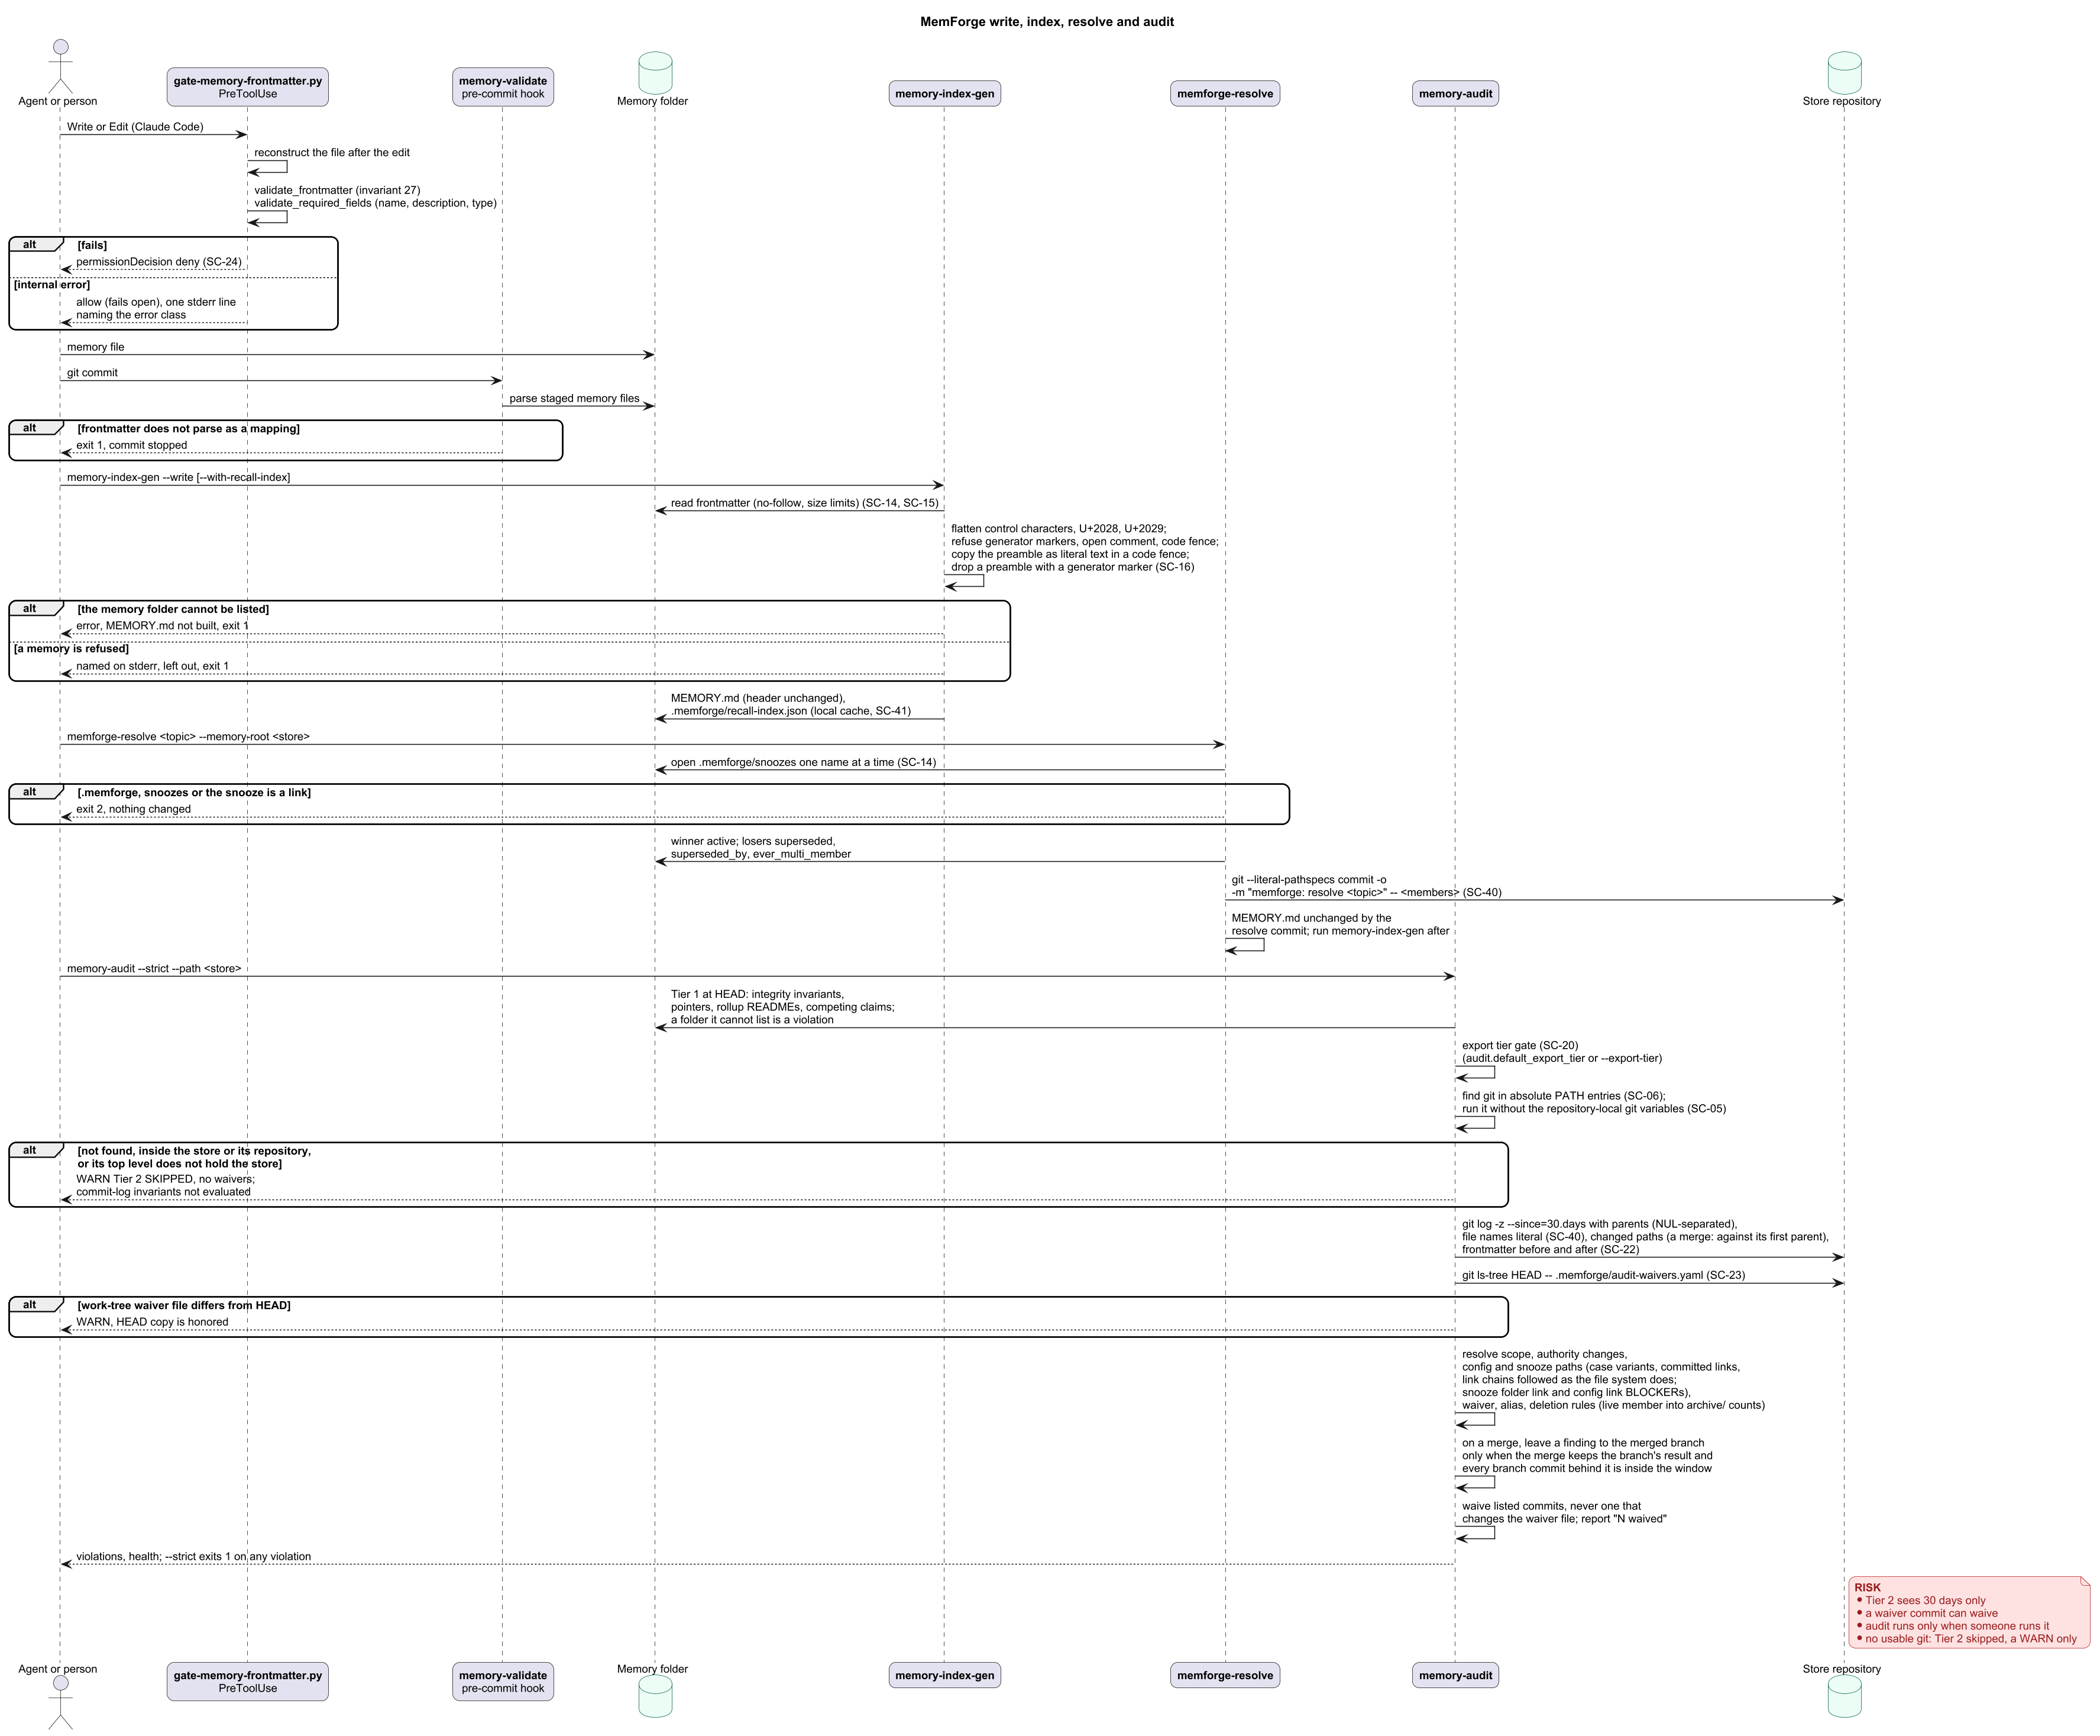 MemForge write, index, resolve and audit
Agent or person
gate-memory-frontmatter.py
PreToolUse
memory-validate
pre-commit hook
Memory folder
memory-index-gen
memforge-resolve
memory-audit
Store repository
Write or Edit (Claude Code)
reconstruct the file after the edit
validate_frontmatter (invariant 27)
validate_required_fields (name, description, type)
alt
[fails]
permissionDecision deny (SC-24)
[internal error]
allow (fails open), one stderr line
naming the error class
memory file
git commit
parse staged memory files
alt
[frontmatter does not parse as a mapping]
exit 1, commit stopped
memory-index-gen --write [--with-recall-index]
read frontmatter (no-follow, size limits) (SC-14, SC-15)
flatten control characters, U+2028, U+2029;
refuse generator markers, open comment, code fence;
copy the preamble as literal text in a code fence;
drop a preamble with a generator marker (SC-16)
alt
[the memory folder cannot be listed]
error, MEMORY.md not built, exit 1
[a memory is refused]
named on stderr, left out, exit 1
MEMORY.md (header unchanged),
.memforge/recall-index.json (local cache, SC-41)
memforge-resolve <topic> --memory-root <store>
open .memforge/snoozes one name at a time (SC-14)
alt
[.memforge, snoozes or the snooze is a link]
exit 2, nothing changed
winner active; losers superseded,
superseded_by, ever_multi_member
git --literal-pathspecs commit -o
-m "memforge: resolve <topic>" -- <members> (SC-40)
MEMORY.md unchanged by the
resolve commit; run memory-index-gen after
memory-audit --strict --path <store>
Tier 1 at HEAD: integrity invariants,
pointers, rollup READMEs, competing claims;
a folder it cannot list is a violation
export tier gate (SC-20)
(audit.default_export_tier or --export-tier)
find git in absolute PATH entries (SC-06);
run it without the repository-local git variables (SC-05)
alt
[not found, inside the store or its repository,
or its top level does not hold the store]
WARN Tier 2 SKIPPED, no waivers;
commit-log invariants not evaluated
git log -z --since=30.days with parents (NUL-separated),
file names literal (SC-40), changed paths (a merge: against its first parent),
frontmatter before and after (SC-22)
git ls-tree HEAD -- .memforge/audit-waivers.yaml (SC-23)
alt
[work-tree waiver file differs from HEAD]
WARN, HEAD copy is honored
resolve scope, authority changes,
config and snooze paths (case variants, committed links,
link chains followed as the file system does;
snooze folder link and config link BLOCKERs),
waiver, alias, deletion rules (live member into archive/ counts)
on a merge, leave a finding to the merged branch
only when the merge keeps the branch's result and
every branch commit behind it is inside the window
waive listed commits, never one that
changes the waiver file; report "N waived"
violations, health; --strict exits 1 on any violation
RISK
• Tier 2 sees 30 days only
• a waiver commit can waive
• audit runs only when someone runs it
• no usable git: Tier 2 skipped, a WARN only
Agent or person
gate-memory-frontmatter.py
PreToolUse
memory-validate
pre-commit hook
Memory folder
memory-index-gen
memforge-resolve
memory-audit
Store repository